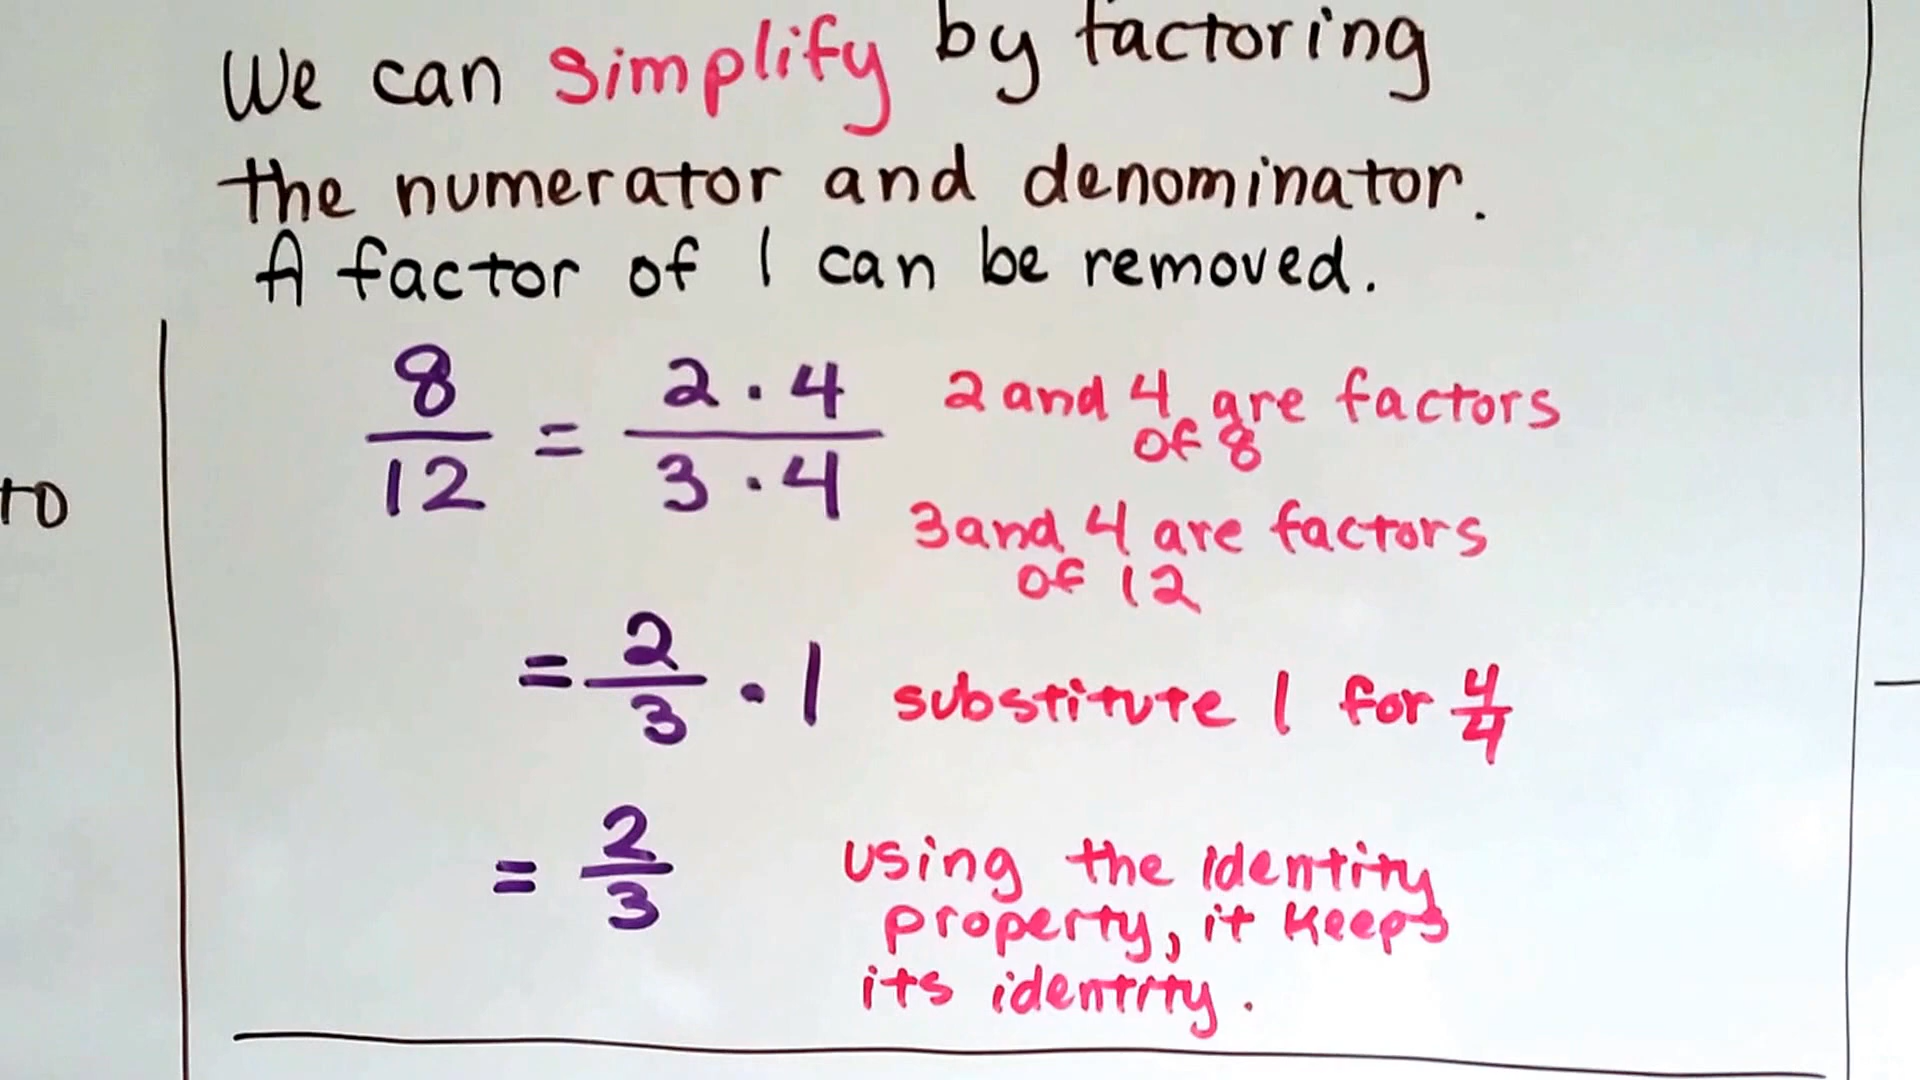 We can simplify by factoring
the numerator and denominator.
A factor of 1 can be removed.
8/12 = 2 · 4/3 · 4
2 and 4 are factors
of 8
3 and 4 are factors
of 12
to
= 2/3 · 1 substitute 1 for 4/4
= 2/3
using the identity
property, it keeps
its identity.